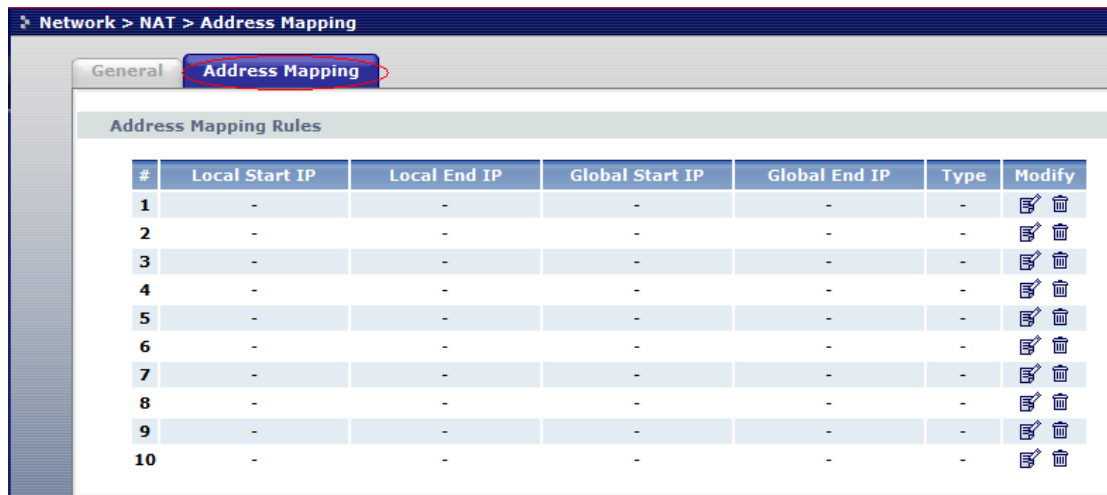 Network > NAT > Address Mapping
General Address Mapping
Address Mapping Rules
# Local Start IP Local End IP Global Start IP Global End IP Type Modify
1 - - - - -
2 - - - - -
3 - - - - -
4 - - - - -
5 - - - - -
6 - - - - -
7 - - - - -
8 - - - - -
9 - - - - -
10 - - - - -